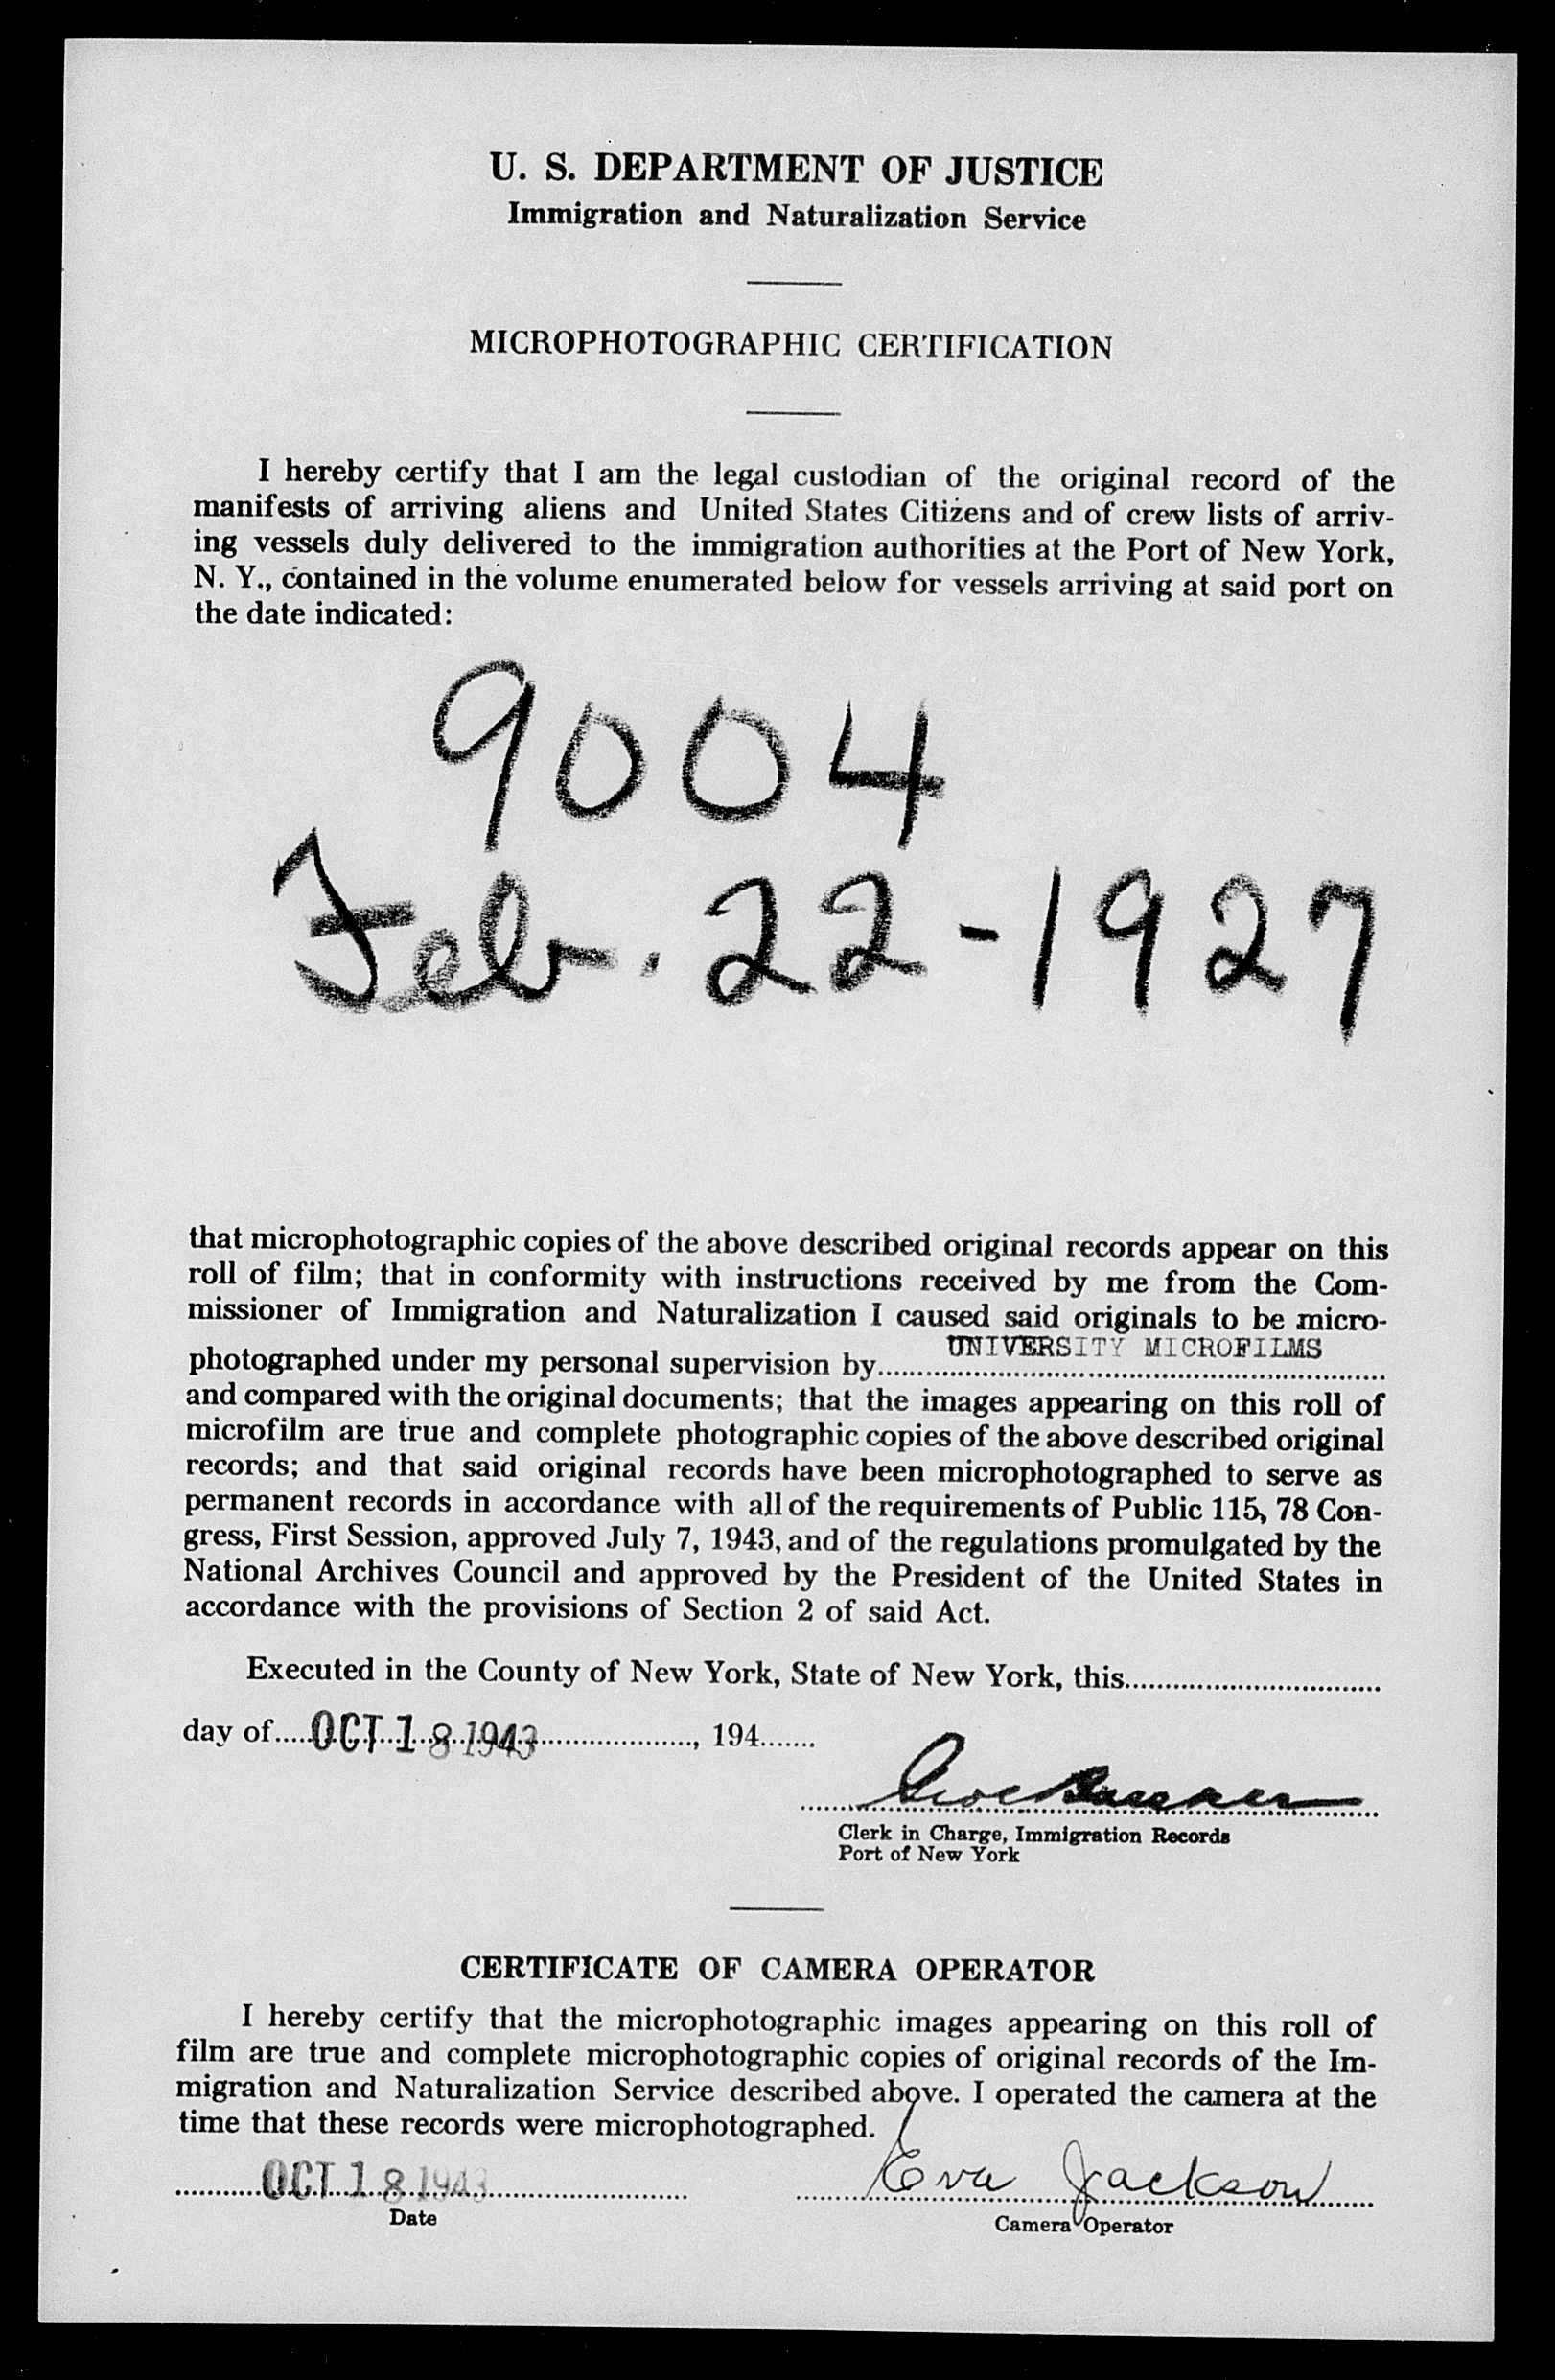 U. S. DEPARTMENT OF JUSTICE
Immigration and Naturalization Service
MICROPHOTOGRAPHIC CERTIFICATION
I hereby certify that I am the legal custodian of the original record of the
manifests of arriving aliens and United States Citizens and of crew lists of arriv-
ing vessels duly delivered to the immigration authorities at the Port of New York,
N. Y., contained in the volume enumerated below for vessels arriving at said port on
the date indicated:
9004
Feb. 22-1927
that microphotographic copies of the above described original records appear on this
roll of film; that in conformity with instructions received by me from the Com-
missioner of Immigration and Naturalization I caused said originals to be micro-
photographed under my personal supervision by UNIVERSITY MICROFILMS
and compared with the original documents; that the images appearing on this roll of
microfilm are true and complete photographic copies of the above described original
records; and that said original records have been microphotographed to serve as
permanent records in accordance with all of the requirements of Public 115, 78 Con-
gress, First Session, approved July 7, 1943, and of the regulations promulgated by the
National Archives Council and approved by the President of the United States in
accordance with the provisions of Section 2 of said Act.
Executed in the County of New York, State of New York, this
day of OCT 18 1943, 194
Clerk in Charge, Immigration Records
Port of New York
CERTIFICATE OF CAMERA OPERATOR
I hereby certify that the microphotographic images appearing on this roll of
film are true and complete microphotographic copies of original records of the Im-
migration and Naturalization Service described above. I operated the camera at the
time that these records were microphotographed.
OCT 18 1943 Eva Jackson
Date Camera Operator